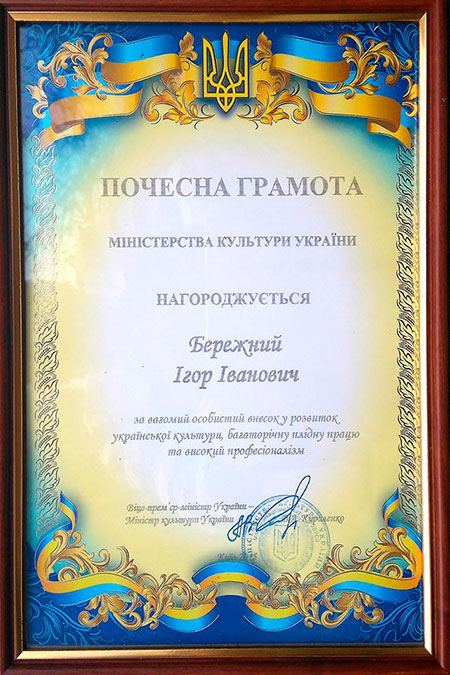 ПОЧЕСНА ГРАМОТА
МІНІСТЕРСТВА КУЛЬТУРИ УКРАЇНИ
НАГОРОДЖУЄТЬСЯ
Бережний
Ігор Іванович
за вагомий особистий внесок у розвиток
української культури, багаторічну плідну працю
та високий професіоналізм
Віце-прем'єр-міністр України –
Міністр культури України Кириленко